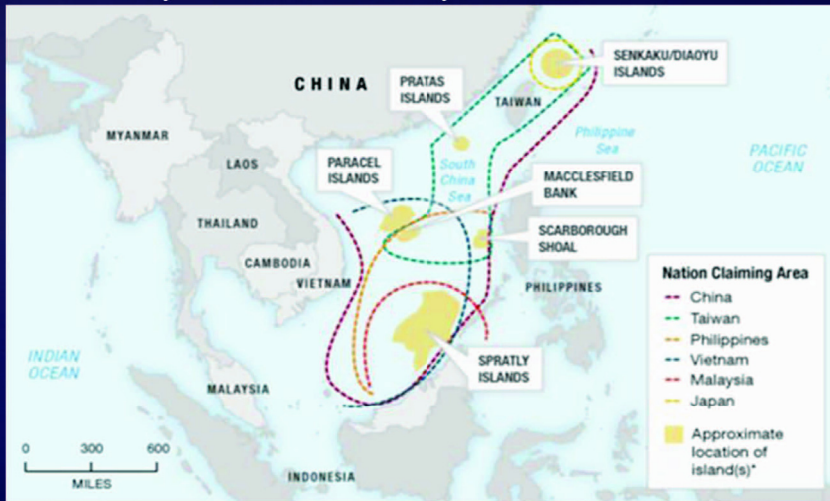 SENKAKU/DIAOYU
ISLANDS
PRATAS
ISLANDS
CHINA
TAIWAN
MYANMAR
Philippine
Sea
PACIFIC
OCEAN
LAOS
PARACEL
ISLANDS
South
China
Sea
MACCLESFIELD
BANK
THAILAND
SCARBOROUGH
SHOAL
CAMBODIA
VIETNAM
PHILIPPINES
Nation Claiming Area
China
Taiwan
Philippines
Vietnam
Malaysia
Japan
Approximate
location of
island(s)*
INDIAN
OCEAN
SPRATLY
ISLANDS
MALAYSIA
0 300 600
MILES
INDONESIA